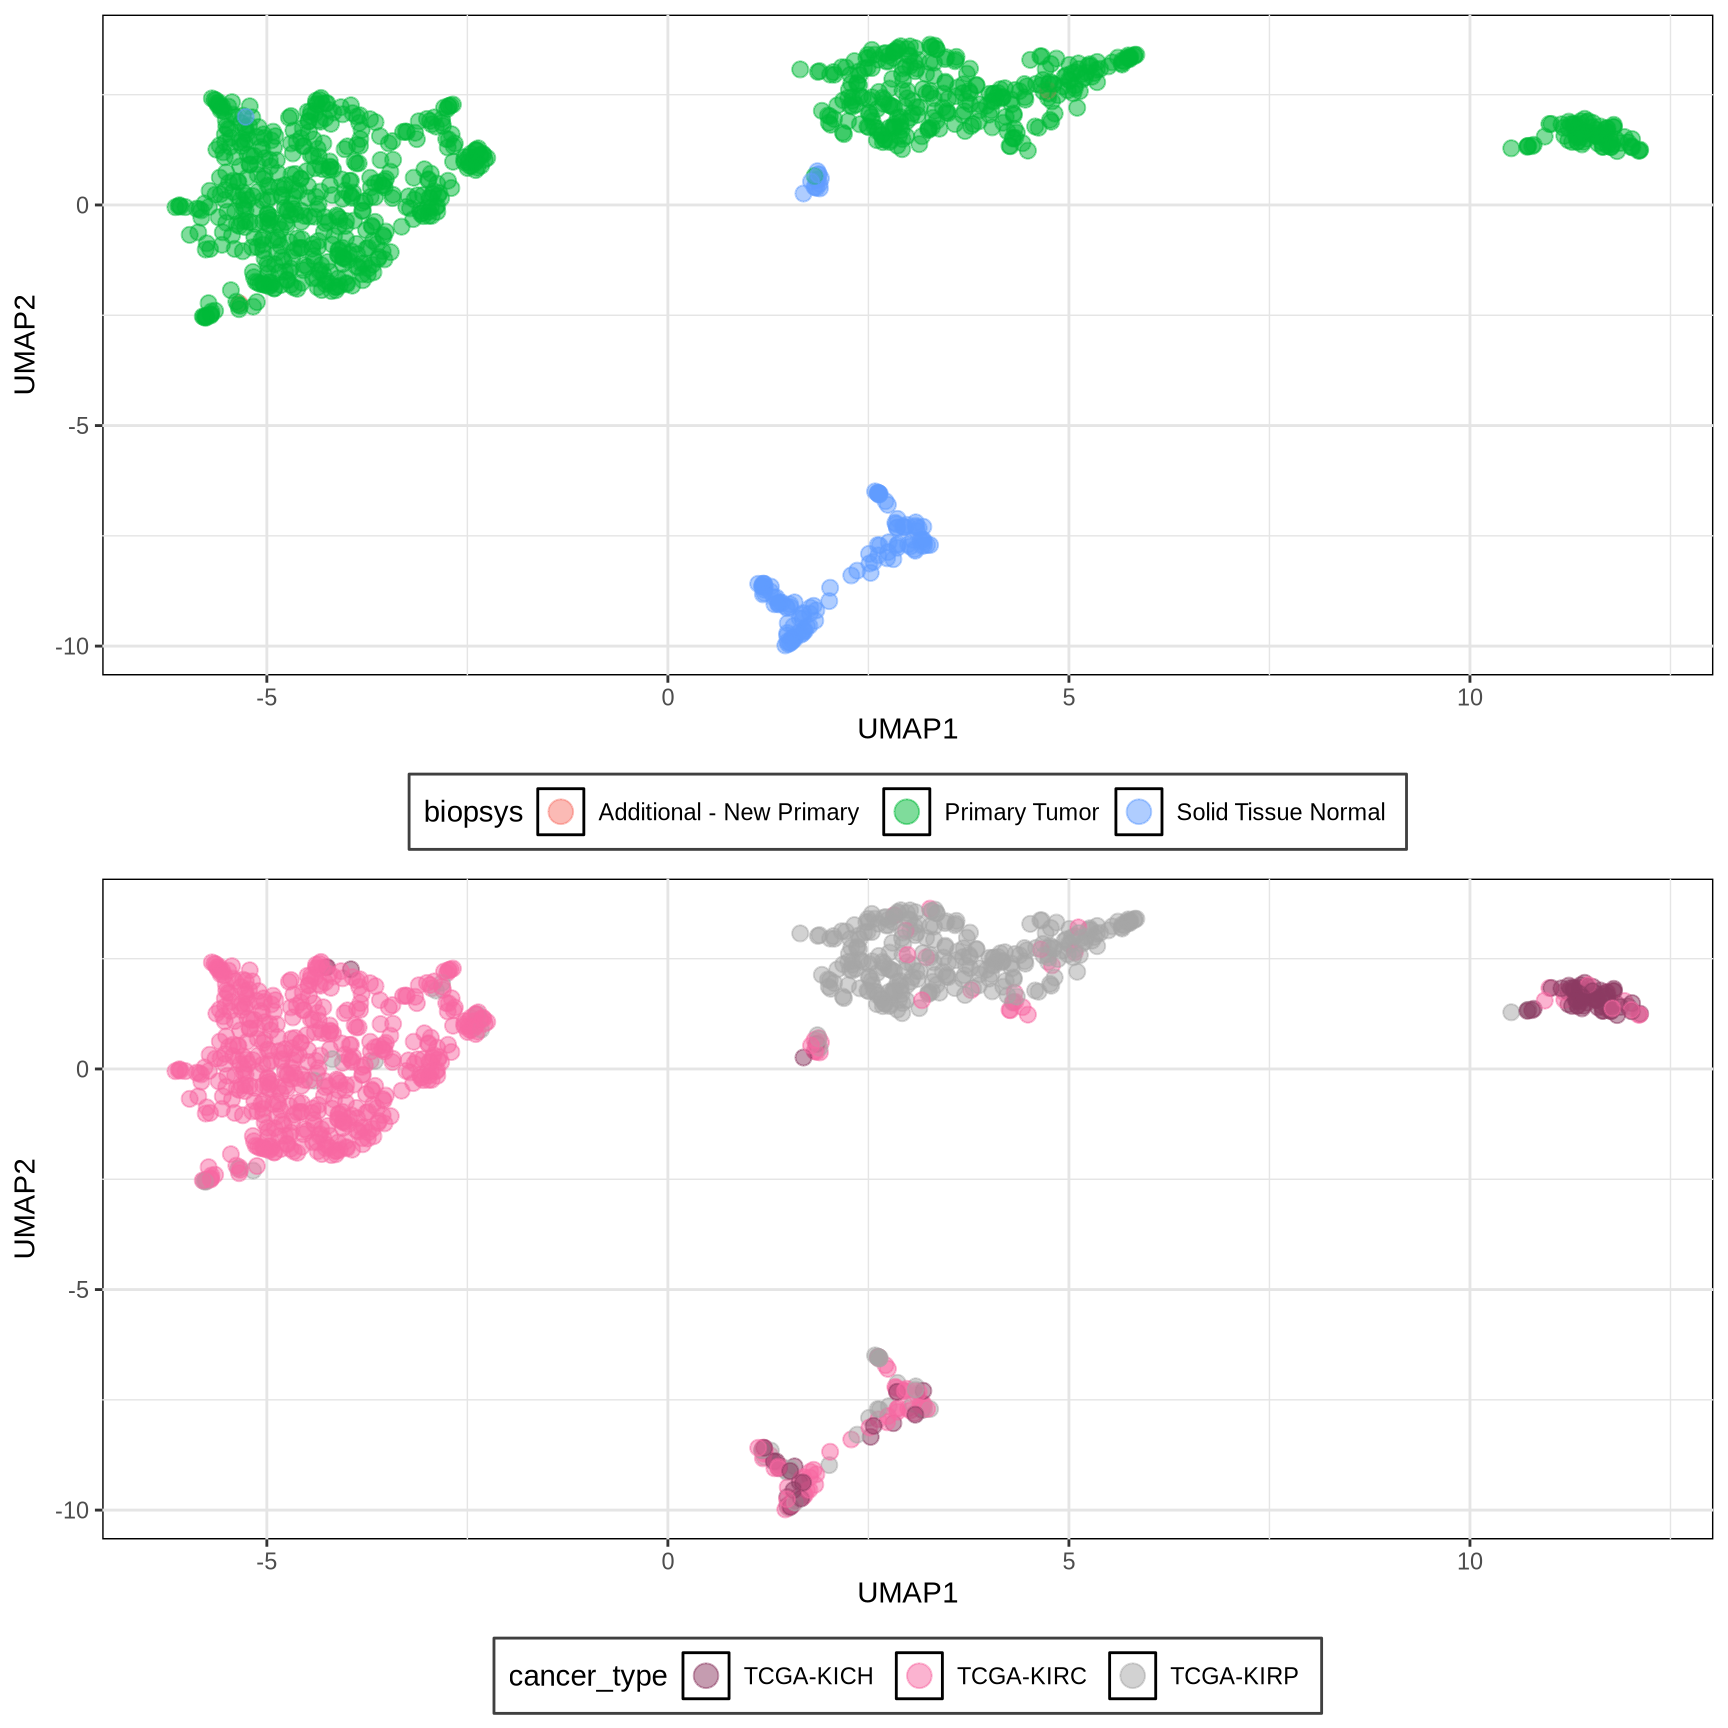 UMAP2
0
-5
-10
-5 0 5 10
UMAP1
biopsys Additional - New Primary Primary Tumor Solid Tissue Normal
UMAP2
0
-5
-10
-5 0 5 10
UMAP1
cancer_type TCGA-KICH TCGA-KIRC TCGA-KIRP